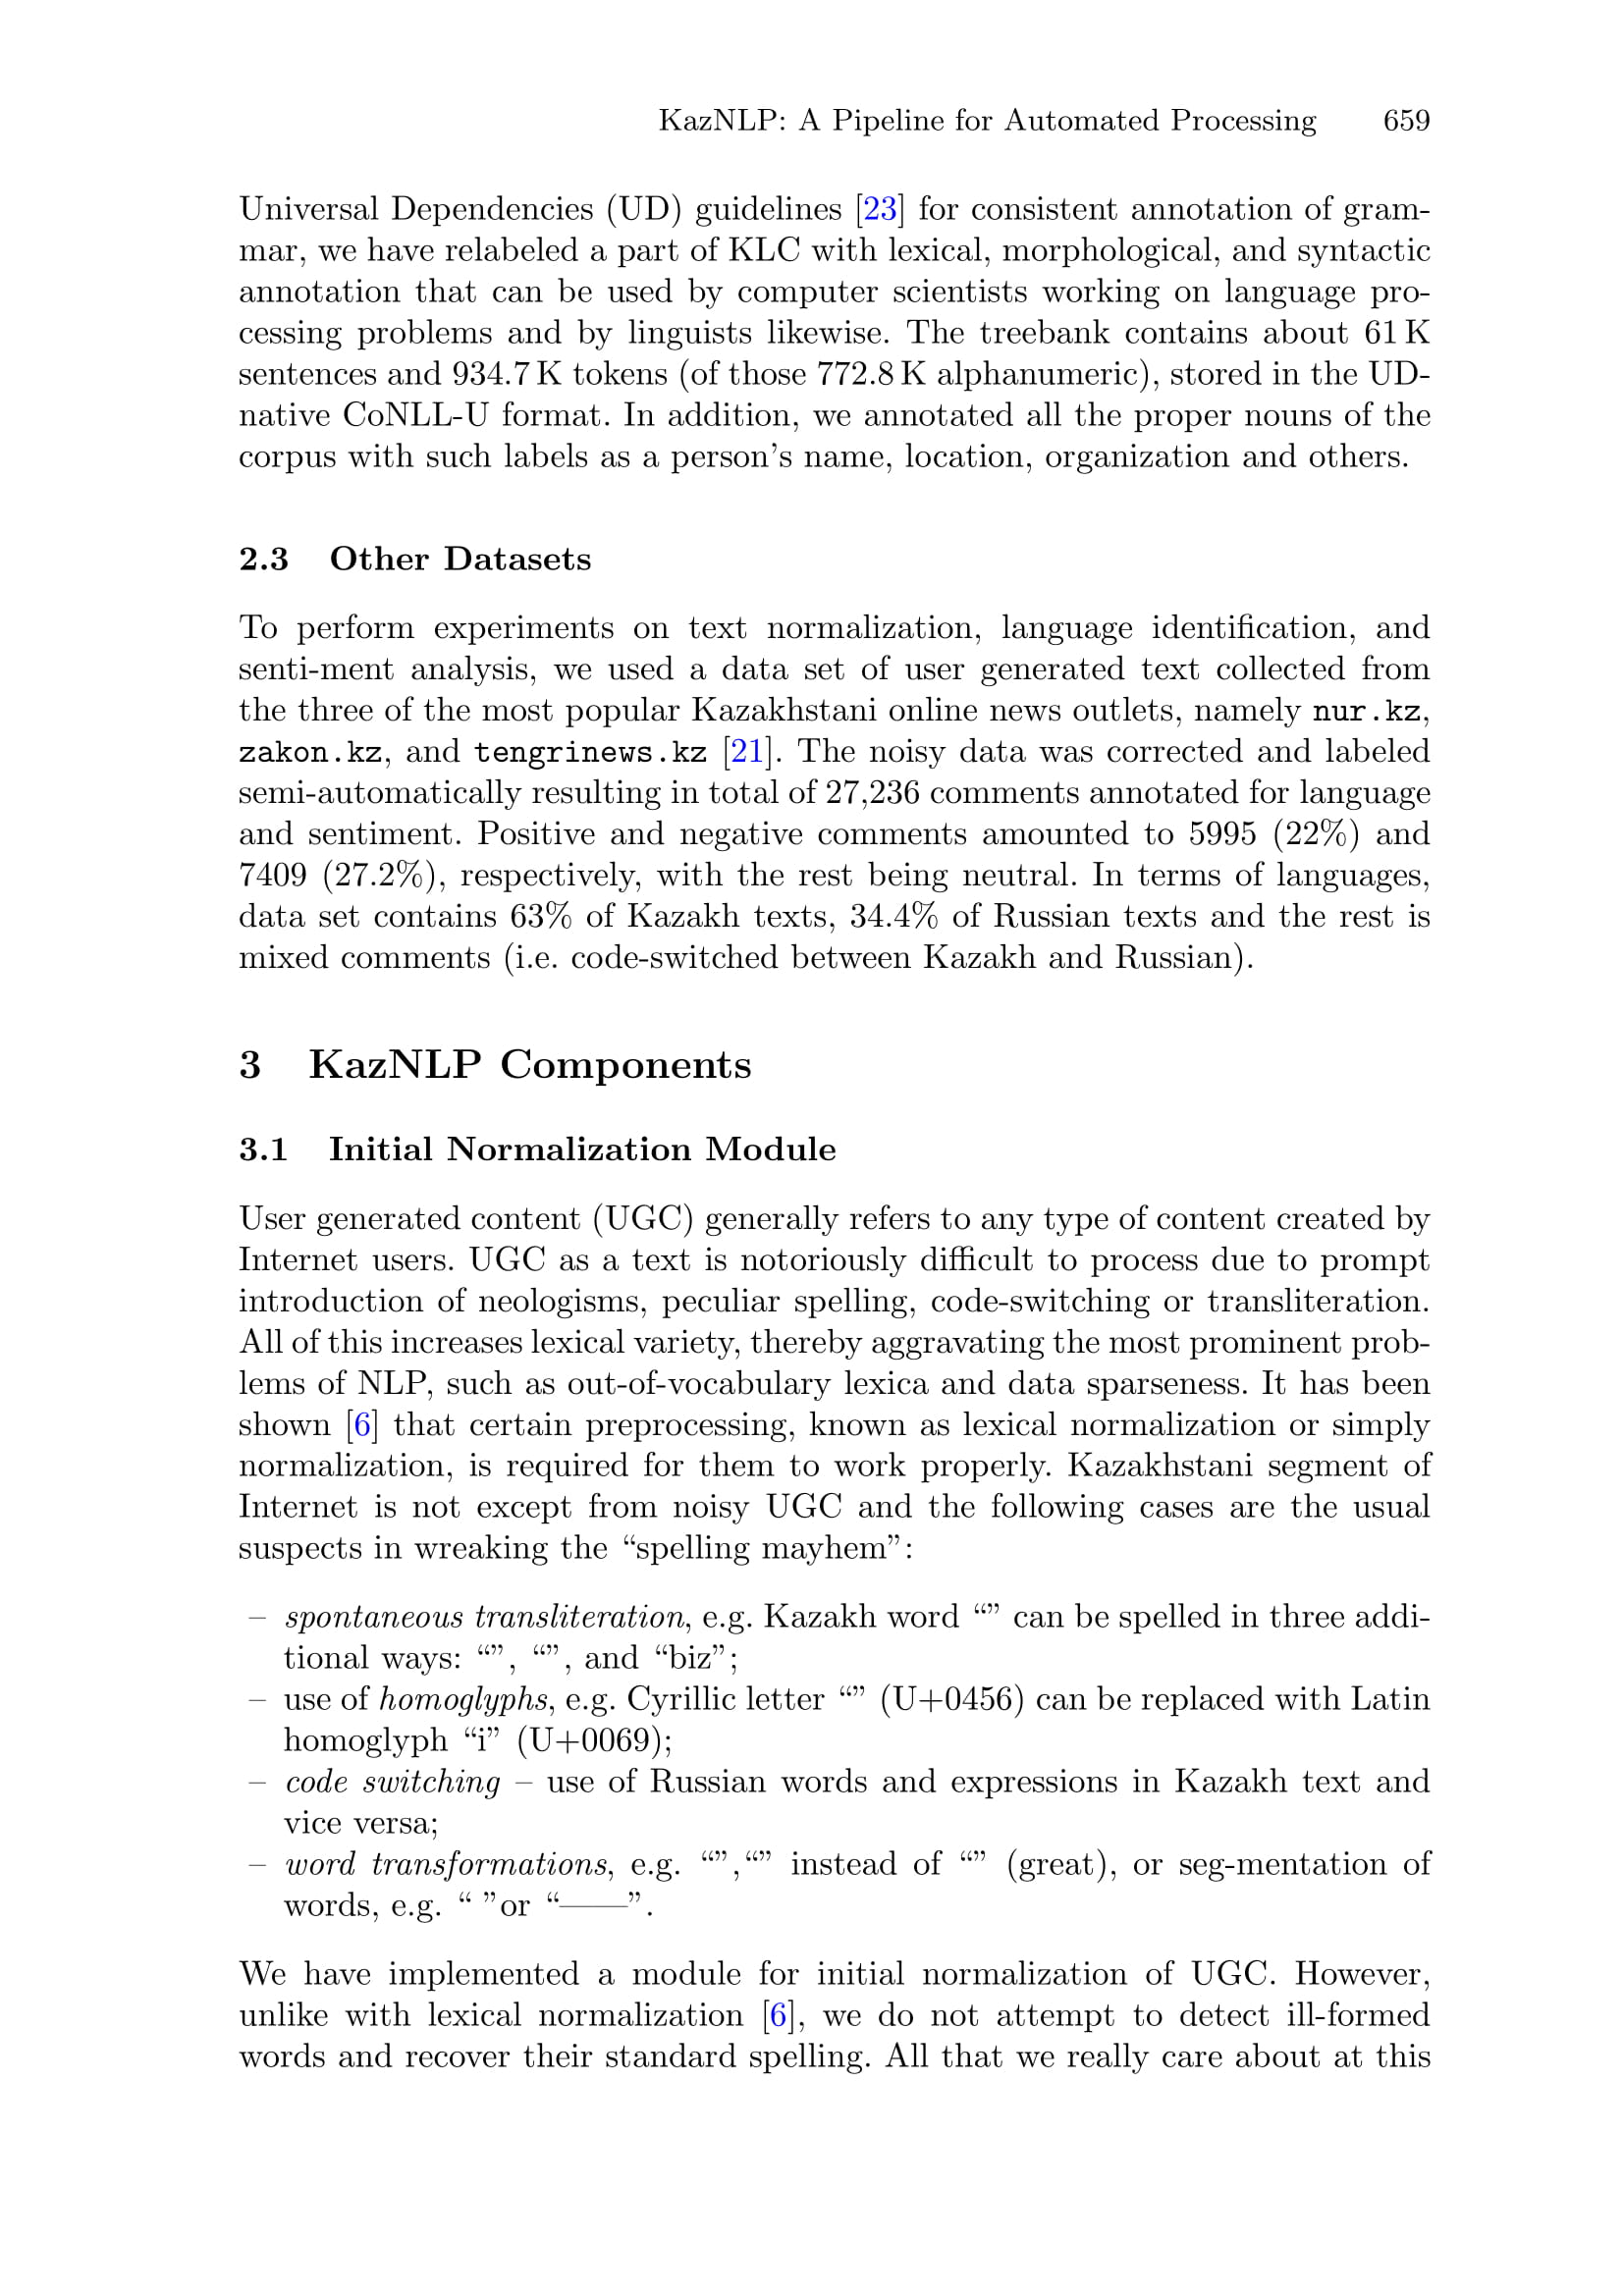 KazNLP: A Pipeline for Automated Processing 659
Universal Dependencies (UD) guidelines [23] for consistent annotation of gram-
mar, we have relabeled a part of KLC with lexical, morphological, and syntactic
annotation that can be used by computer scientists working on language pro-
cessing problems and by linguists likewise. The treebank contains about 61 K
sentences and 934.7 K tokens (of those 772.8 K alphanumeric), stored in the UD-
native CoNLL-U format. In addition, we annotated all the proper nouns of the
corpus with such labels as a person's name, location, organization and others.
2.3 Other Datasets
To perform experiments on text normalization, language identification, and
senti-ment analysis, we used a data set of user generated text collected from
the three of the most popular Kazakhstani online news outlets, namely nur.kz,
zakon.kz, and tengrinews.kz [21]. The noisy data was corrected and labeled
semi-automatically resulting in total of 27,236 comments annotated for language
and sentiment. Positive and negative comments amounted to 5995 (22%) and
7409 (27.2%), respectively, with the rest being neutral. In terms of languages,
data set contains 63% of Kazakh texts, 34.4% of Russian texts and the rest is
mixed comments (i.e. code-switched between Kazakh and Russian).
3 KazNLP Components
3.1 Initial Normalization Module
User generated content (UGC) generally refers to any type of content created by
Internet users. UGC as a text is notoriously difficult to process due to prompt
introduction of neologisms, peculiar spelling, code-switching or transliteration.
All of this increases lexical variety, thereby aggravating the most prominent prob-
lems of NLP, such as out-of-vocabulary lexica and data sparseness. It has been
shown [6] that certain preprocessing, known as lexical normalization or simply
normalization, is required for them to work properly. Kazakhstani segment of
Internet is not except from noisy UGC and the following cases are the usual
suspects in wreaking the “spelling mayhem”:
– spontaneous transliteration, e.g. Kazakh word “” can be spelled in three addi-
tional ways: “”, “”, and “biz”;
– use of homoglyphs, e.g. Cyrillic letter “” (U+0456) can be replaced with Latin
homoglyph “i” (U+0069);
– code switching – use of Russian words and expressions in Kazakh text and
vice versa;
– word transformations, e.g. “”,“” instead of “” (great), or seg-mentation of
words, e.g. “ ”or “——”.
We have implemented a module for initial normalization of UGC. However,
unlike with lexical normalization [6], we do not attempt to detect ill-formed
words and recover their standard spelling. All that we really care about at this